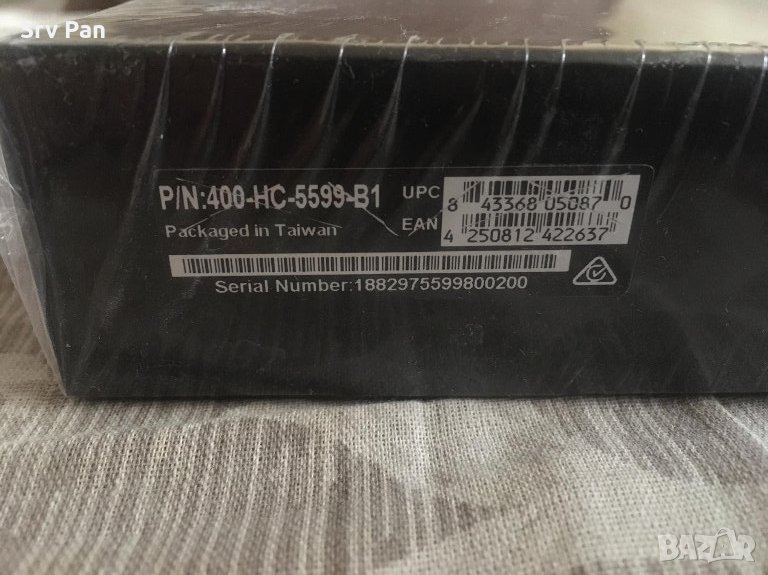 Srv Pan
P/N:400-HC-5599-B1
UPC
8 43368 05087 0
EAN
4 250812 422637
Packaged in Taiwan
Serial Number:1882975599800200
BAZAR